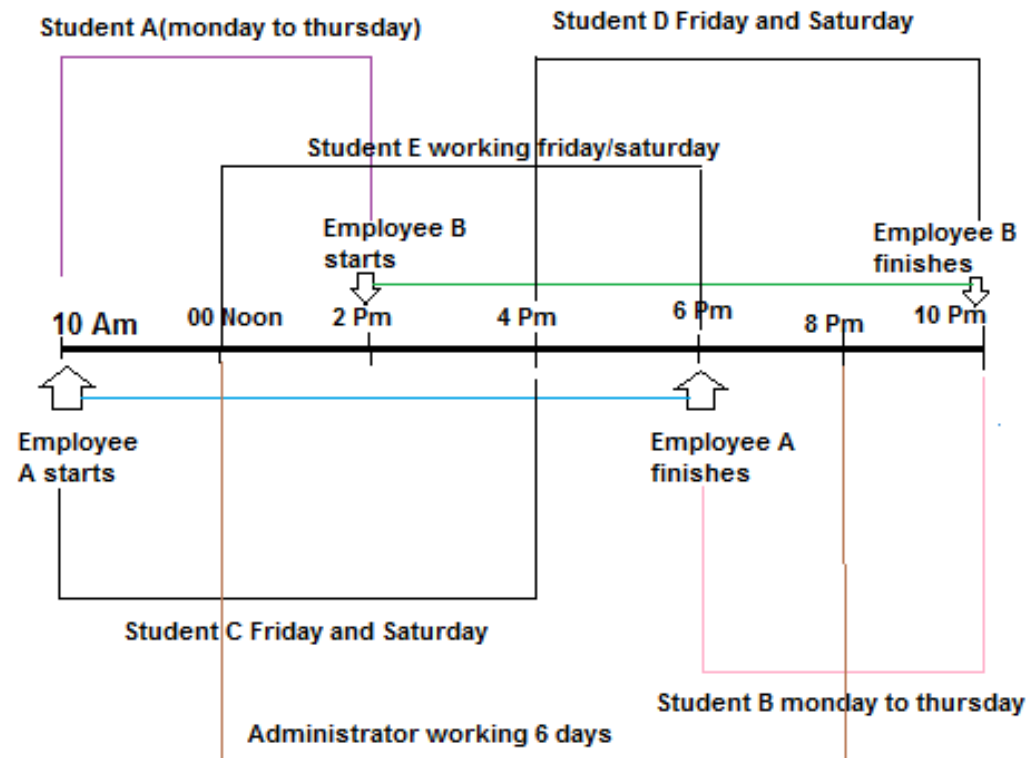 Student A(monday to thursday)
Student D Friday and Saturday
Student E working friday/saturday
Employee B
starts
Employee B
finishes
10 Am
00 Noon
2 Pm
4 Pm
6 Pm
8 Pm
10 Pm
Employee
A starts
Employee A
finishes
Student C Friday and Saturday
Student B monday to thursday
Administrator working 6 days